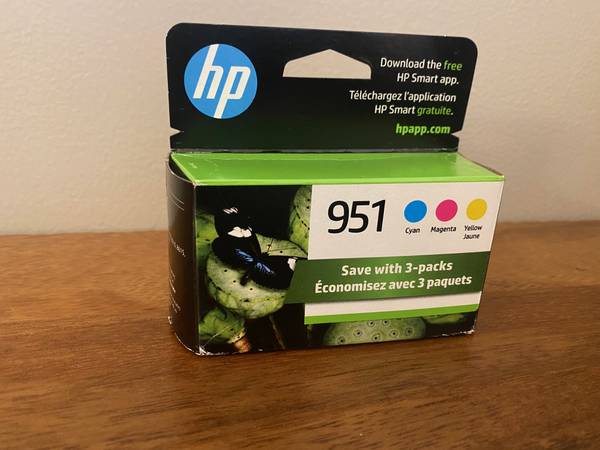 hp
Download the free
HP Smart app.
Téléchargez l'application
HP Smart gratuite.
hpapp.com
951
Cyan
Magenta
Yellow
Jaune
Save with 3-packs
Économisez avec 3 paquets